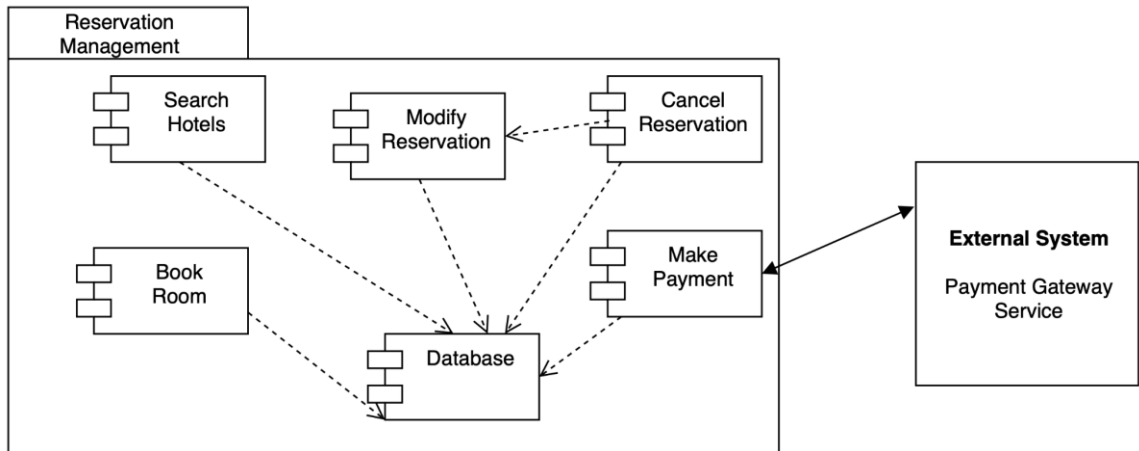 Reservation
Management
Search
Hotels
Modify
Reservation
Cancel
Reservation
Book
Room
Make
Payment
Database
External System
Payment Gateway
Service